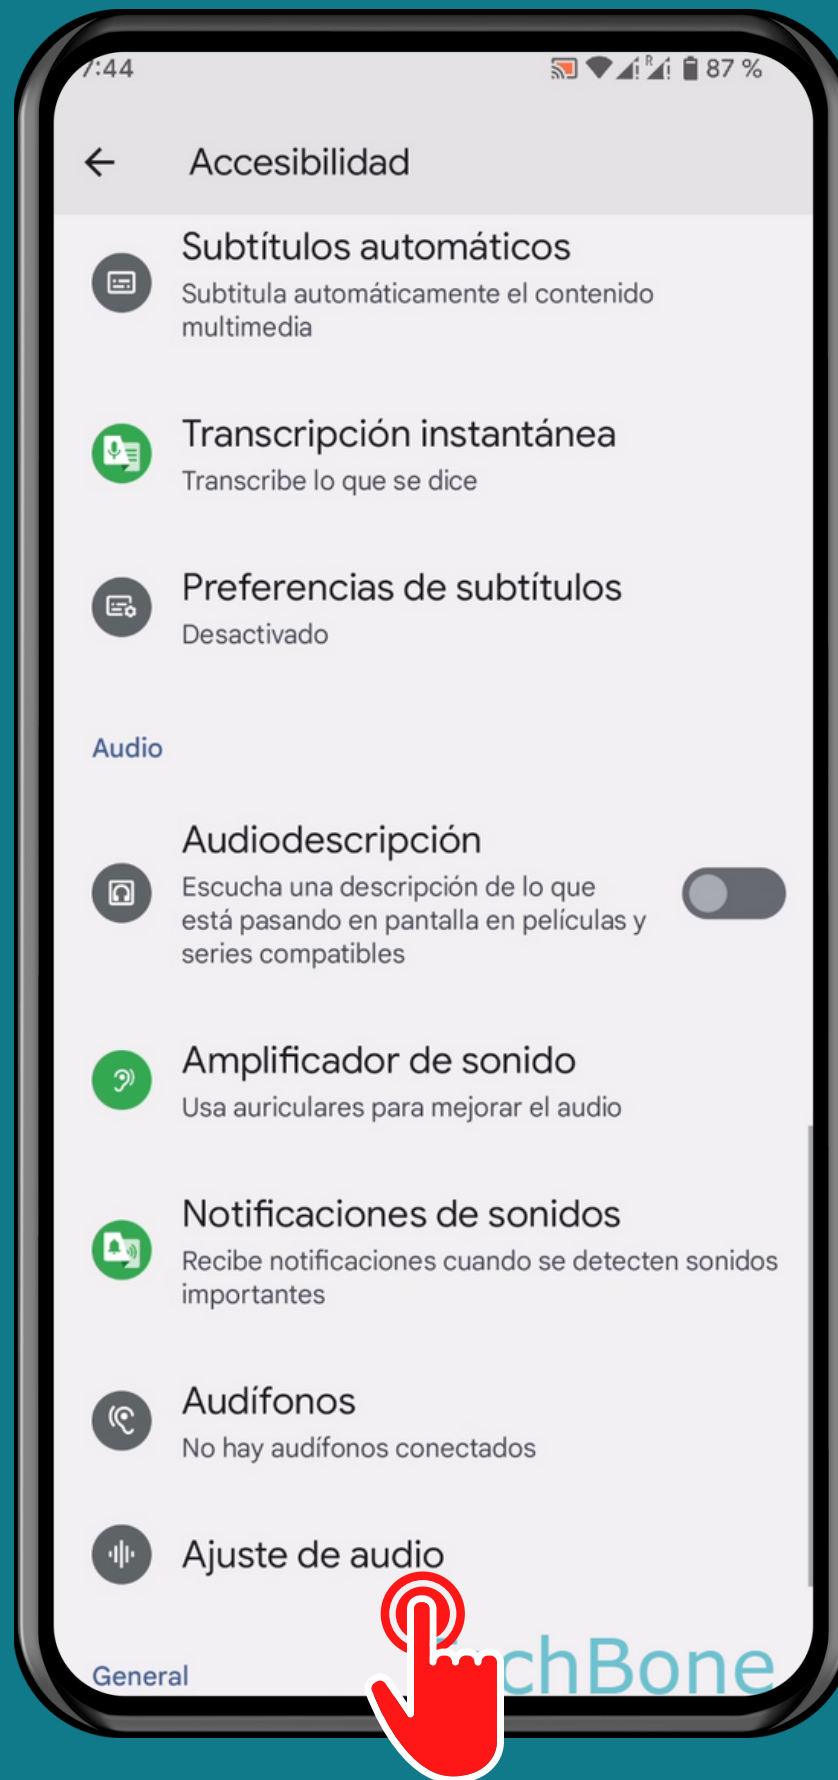 7:44
R
87 %
Accesibilidad
Subtítulos automáticos
Subtitula automáticamente el contenido
multimedia
Transcripción instantánea
Transcribe lo que se dice
Preferencias de subtítulos
Desactivado
Audio
Audiodescripción
Escucha una descripción de lo que
está pasando en pantalla en películas y
series compatibles
Amplificador de sonido
Usa auriculares para mejorar el audio
Notificaciones de sonidos
Recibe notificaciones cuando se detecten sonidos
importantes
Audífonos
No hay audífonos conectados
Ajuste de audio
General